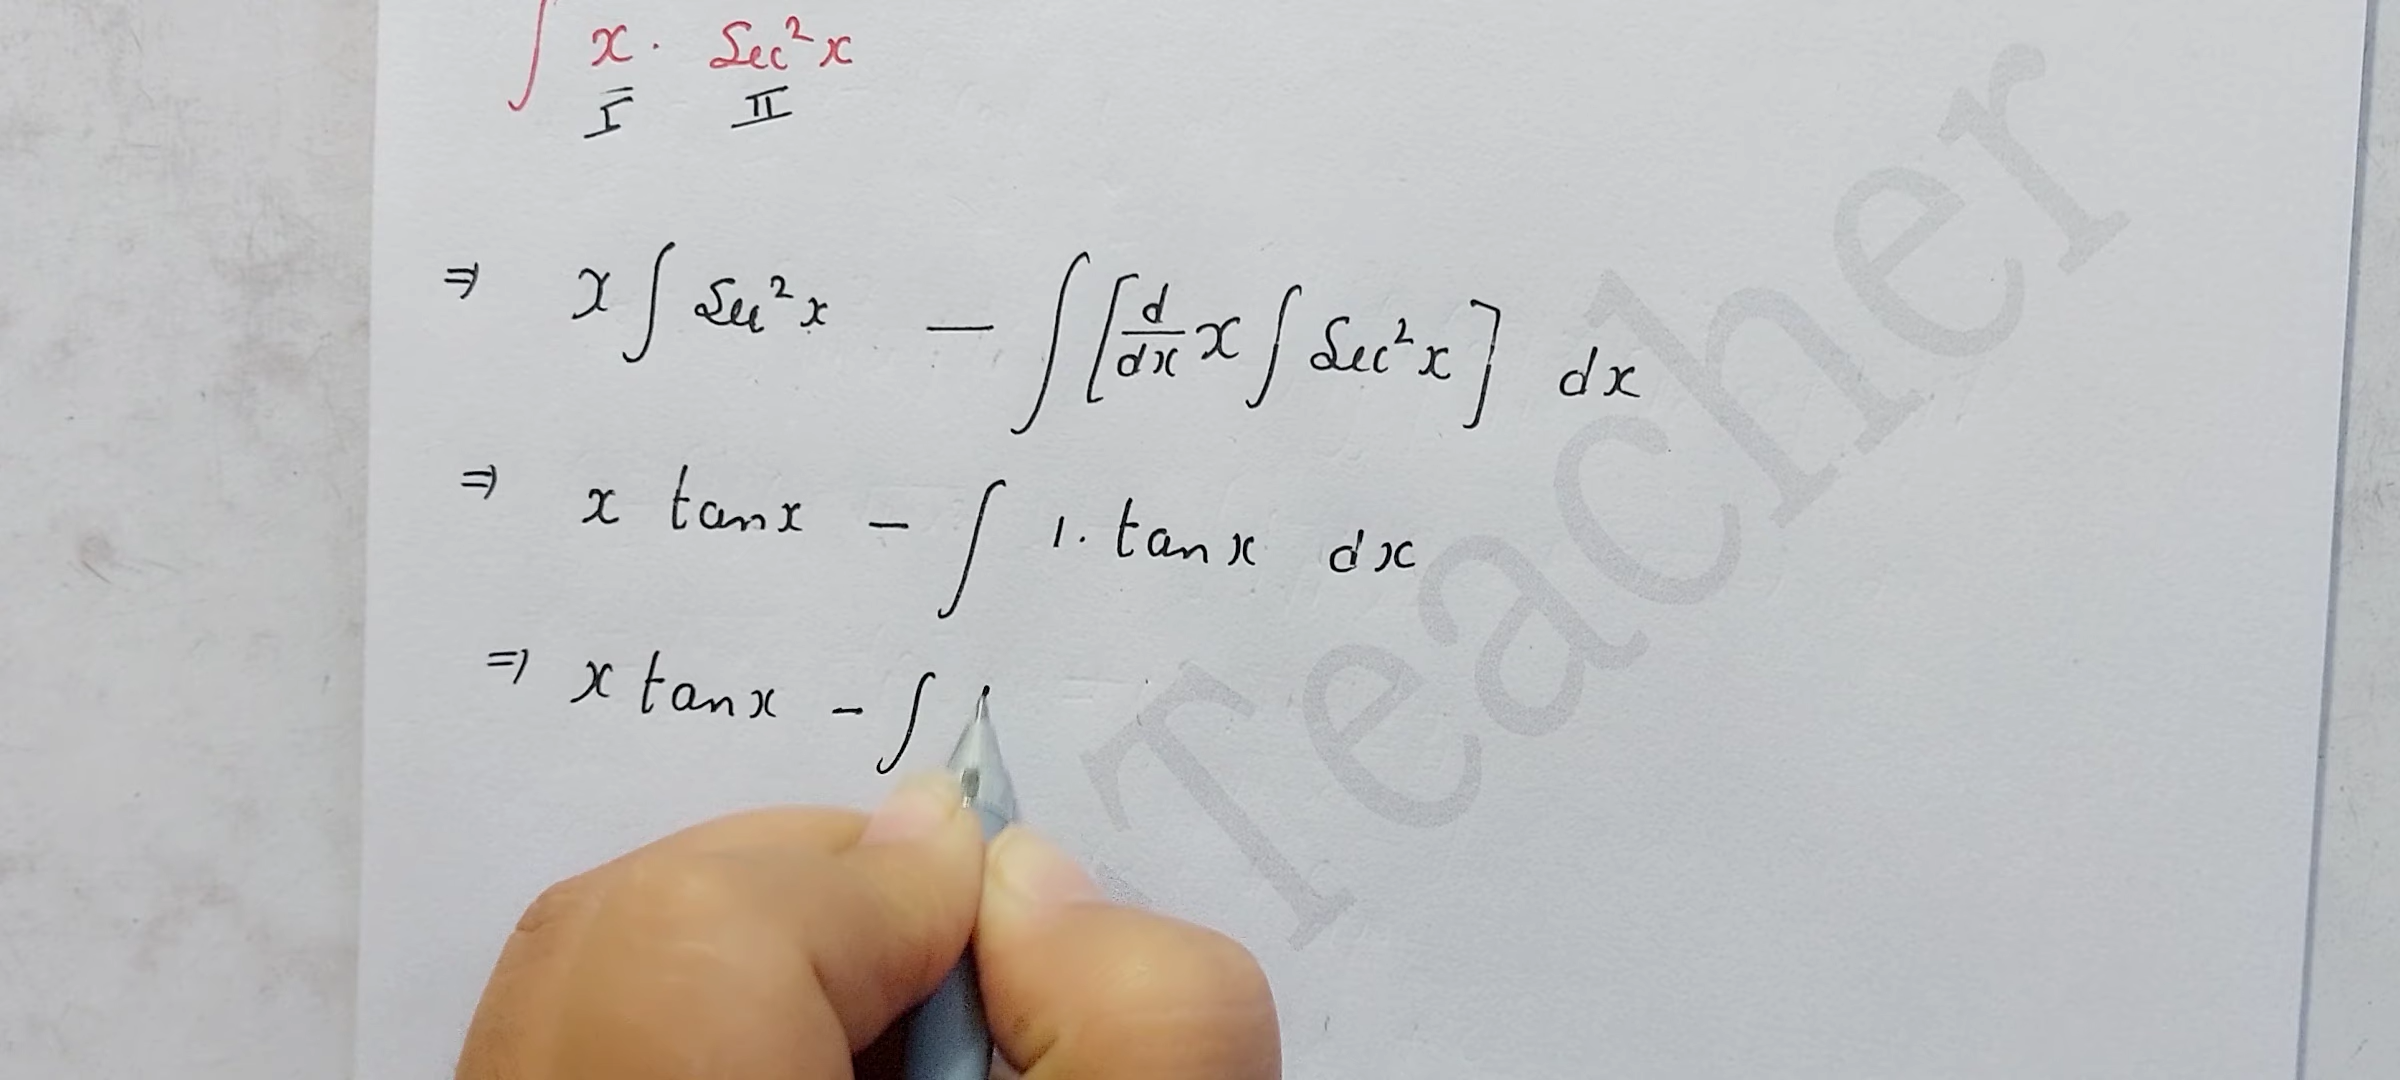 ∫ x . Sec²x
I II
⇒ x ∫ Sec²x — ∫ [d/dx x ∫ Sec²x] dx
⇒ x tanx - ∫ 1. tanx dx
⇒ x tanx - ∫
Teacher